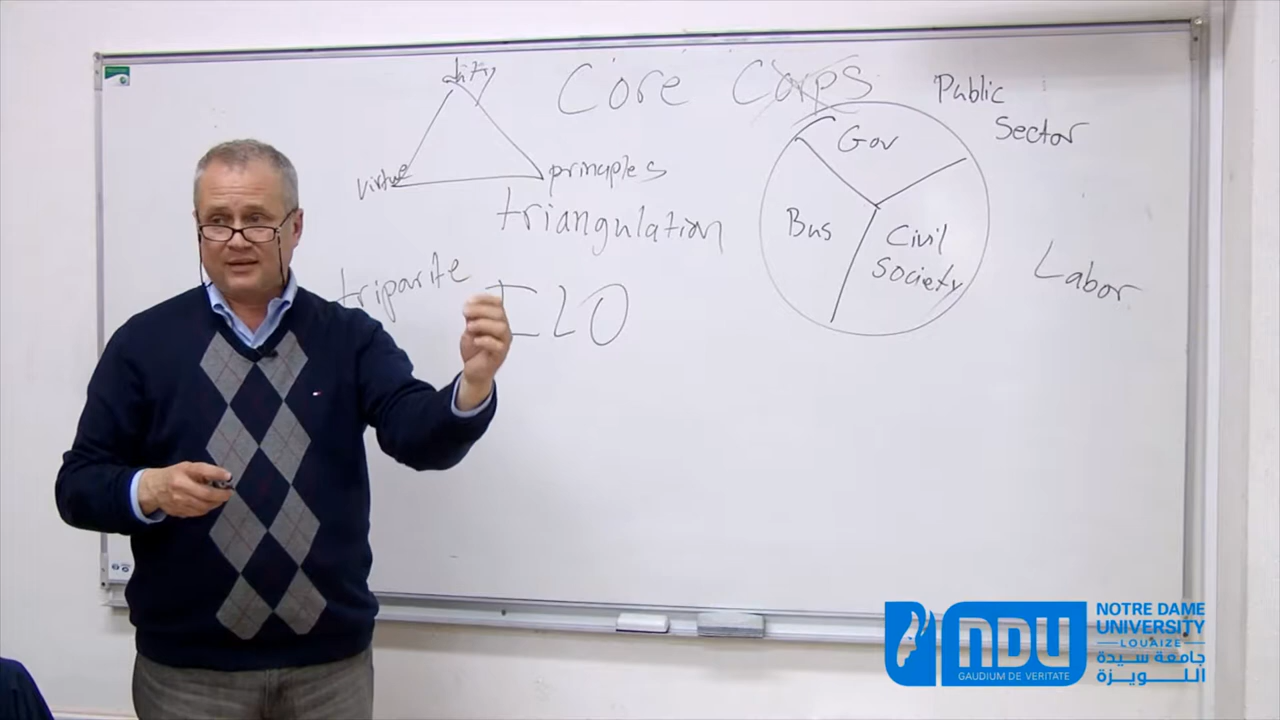 duty
Core Corps
Public
Sector
Gov
virtue
principles
triangulation
Bus
Civil
Society
Labor
triparite
ILO
NDU
GAUDIUM DE VERITATE
NOTRE DAME
UNIVERSITY
LOUAIZE
جامعة سيدة
اللويزة